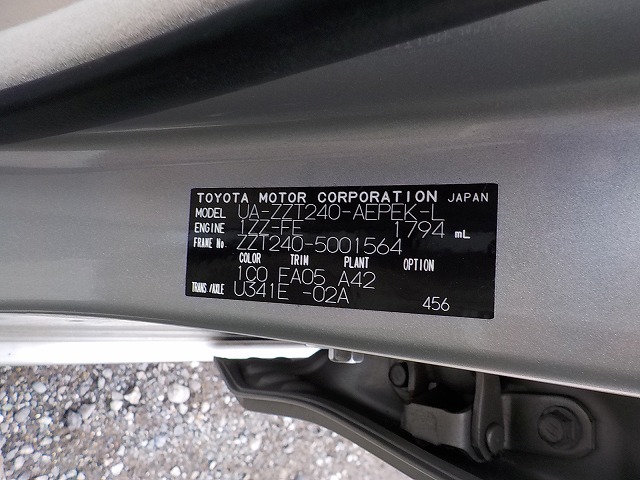 TOYOTA MOTOR CORPORATION JAPAN
MODEL UA-ZZT240-AEPEK-L
ENGINE 1ZZ-FE 1794 mL
FRAME No. ZZT240-5001564
COLOR TRIM PLANT OPTION
1C0 FA05 A42
TRANS/AXLE U341E -02A
456